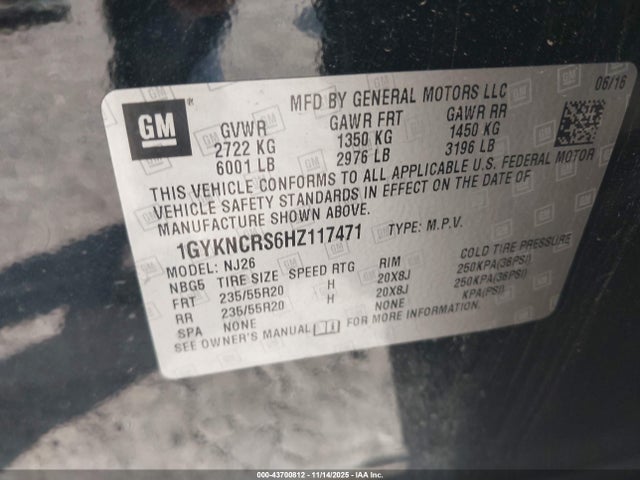 GM
MFD BY GENERAL MOTORS LLC
06/16
GVWR GAWR FRT GAWR RR
2722 KG 1350 KG 1450 KG
6001 LB 2976 LB 3196 LB
THIS VEHICLE CONFORMS TO ALL APPLICABLE U.S. FEDERAL MOTOR
VEHICLE SAFETY STANDARDS IN EFFECT ON THE DATE OF
MANUFACTURE SHOWN ABOVE.
1GYKNCRS6HZ117471 TYPE: M.P.V.
MODEL: NJ26
NBG5 TIRE SIZE SPEED RTG RIM COLD TIRE PRESSURE
FRT 235/55R20 H 20X8J 250KPA(36PSI)
RR 235/55R20 H 20X8J 250KPA(36PSI)
SPA NONE NONE KPA(PSI)
SEE OWNER'S MANUAL FOR MORE INFORMATION.
000-43700812 - 11/14/2025 - IAA Inc.